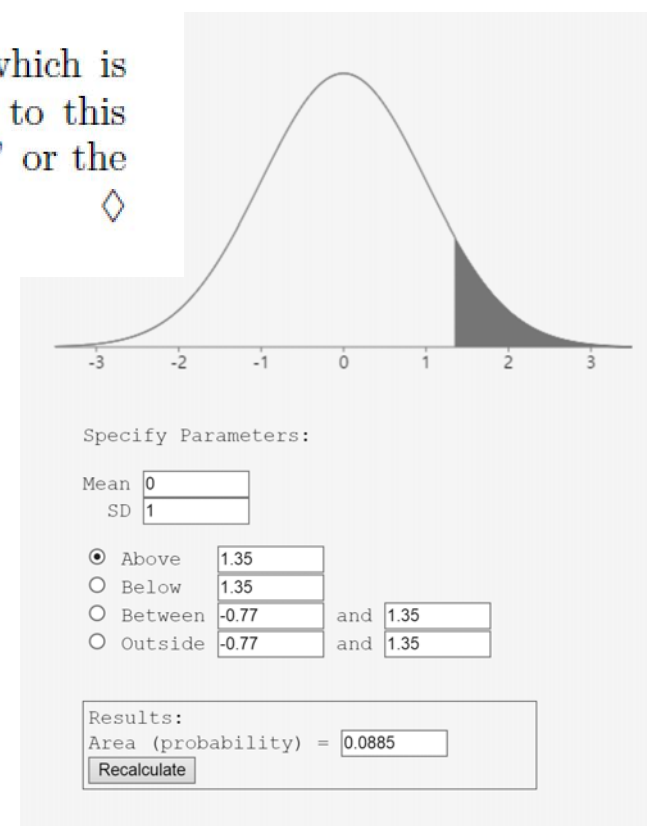 which is
to this
or the
◊
-3 -2 -1 0 1 2 3
Specify Parameters:
Mean 0
SD 1
Above 1.35
Below 1.35
Between -0.77 and 1.35
Outside -0.77 and 1.35
Results:
Area (probability) = 0.0885
Recalculate